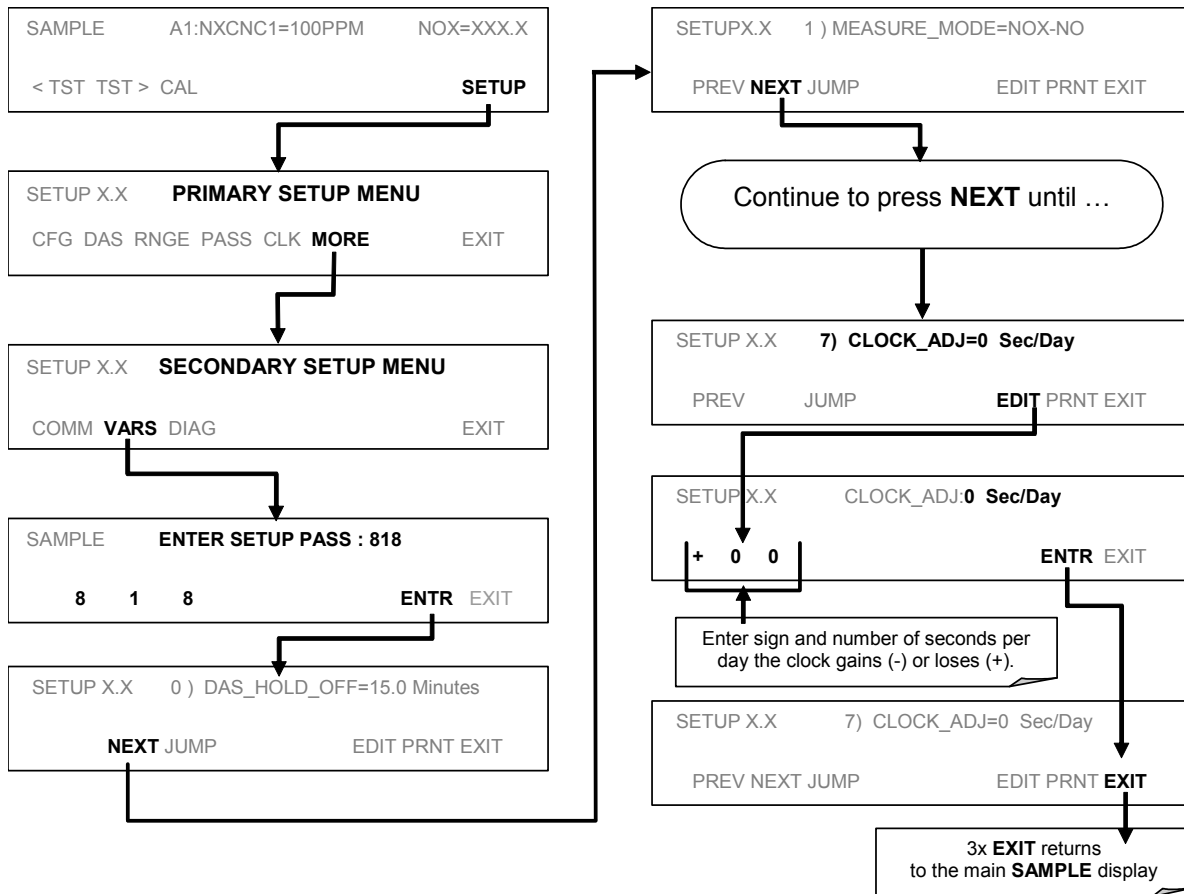 SAMPLE A1:NXCNC1=100PPM NOX=XXX.X
< TST TST > CAL SETUP
SETUP X.X PRIMARY SETUP MENU
CFG DAS RNGE PASS CLK MORE EXIT
SETUP X.X SECONDARY SETUP MENU
COMM VARS DIAG EXIT
SAMPLE ENTER SETUP PASS : 818
8 1 8 ENTR EXIT
SETUP X.X 0 ) DAS_HOLD_OFF=15.0 Minutes
NEXT JUMP EDIT PRNT EXIT
SETUPX.X 1 ) MEASURE_MODE=NOX-NO
PREV NEXT JUMP EDIT PRNT EXIT
Continue to press NEXT until …
SETUP X.X 7) CLOCK_ADJ=0 Sec/Day
PREV JUMP EDIT PRNT EXIT
SETUP X.X CLOCK_ADJ:0 Sec/Day
+ 0 0 ENTR EXIT
Enter sign and number of seconds per
day the clock gains (-) or loses (+).
SETUP X.X 7) CLOCK_ADJ=0 Sec/Day
PREV NEXT JUMP EDIT PRNT EXIT
3x EXIT returns
to the main SAMPLE display